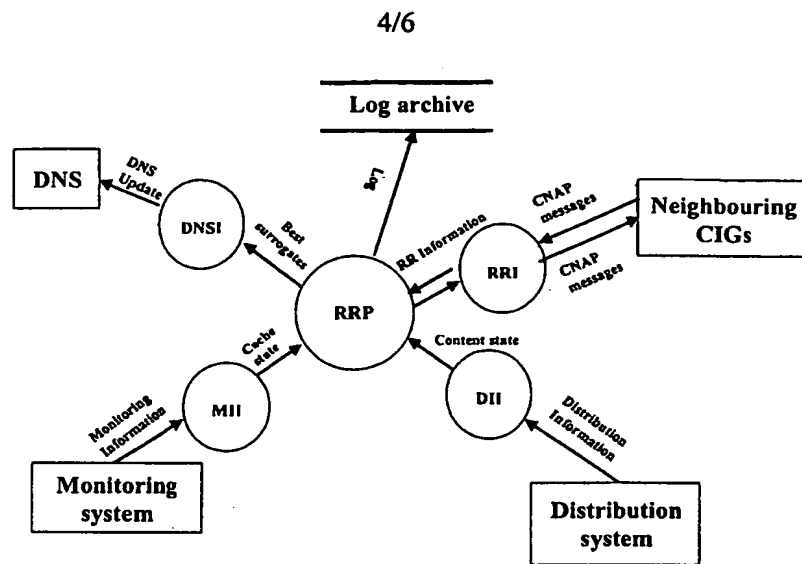 4/6
Log archive
DNS
DNS
Update
DNSI
Best
surrogates
Log
RR Information
CNAP
messages
Neighbouring
CIGs
RRI
CNAP
messages
RRP
Cache
state
Content state
MII
DII
Monitoring
Information
Distribution
Information
Monitoring
system
Distribution
system